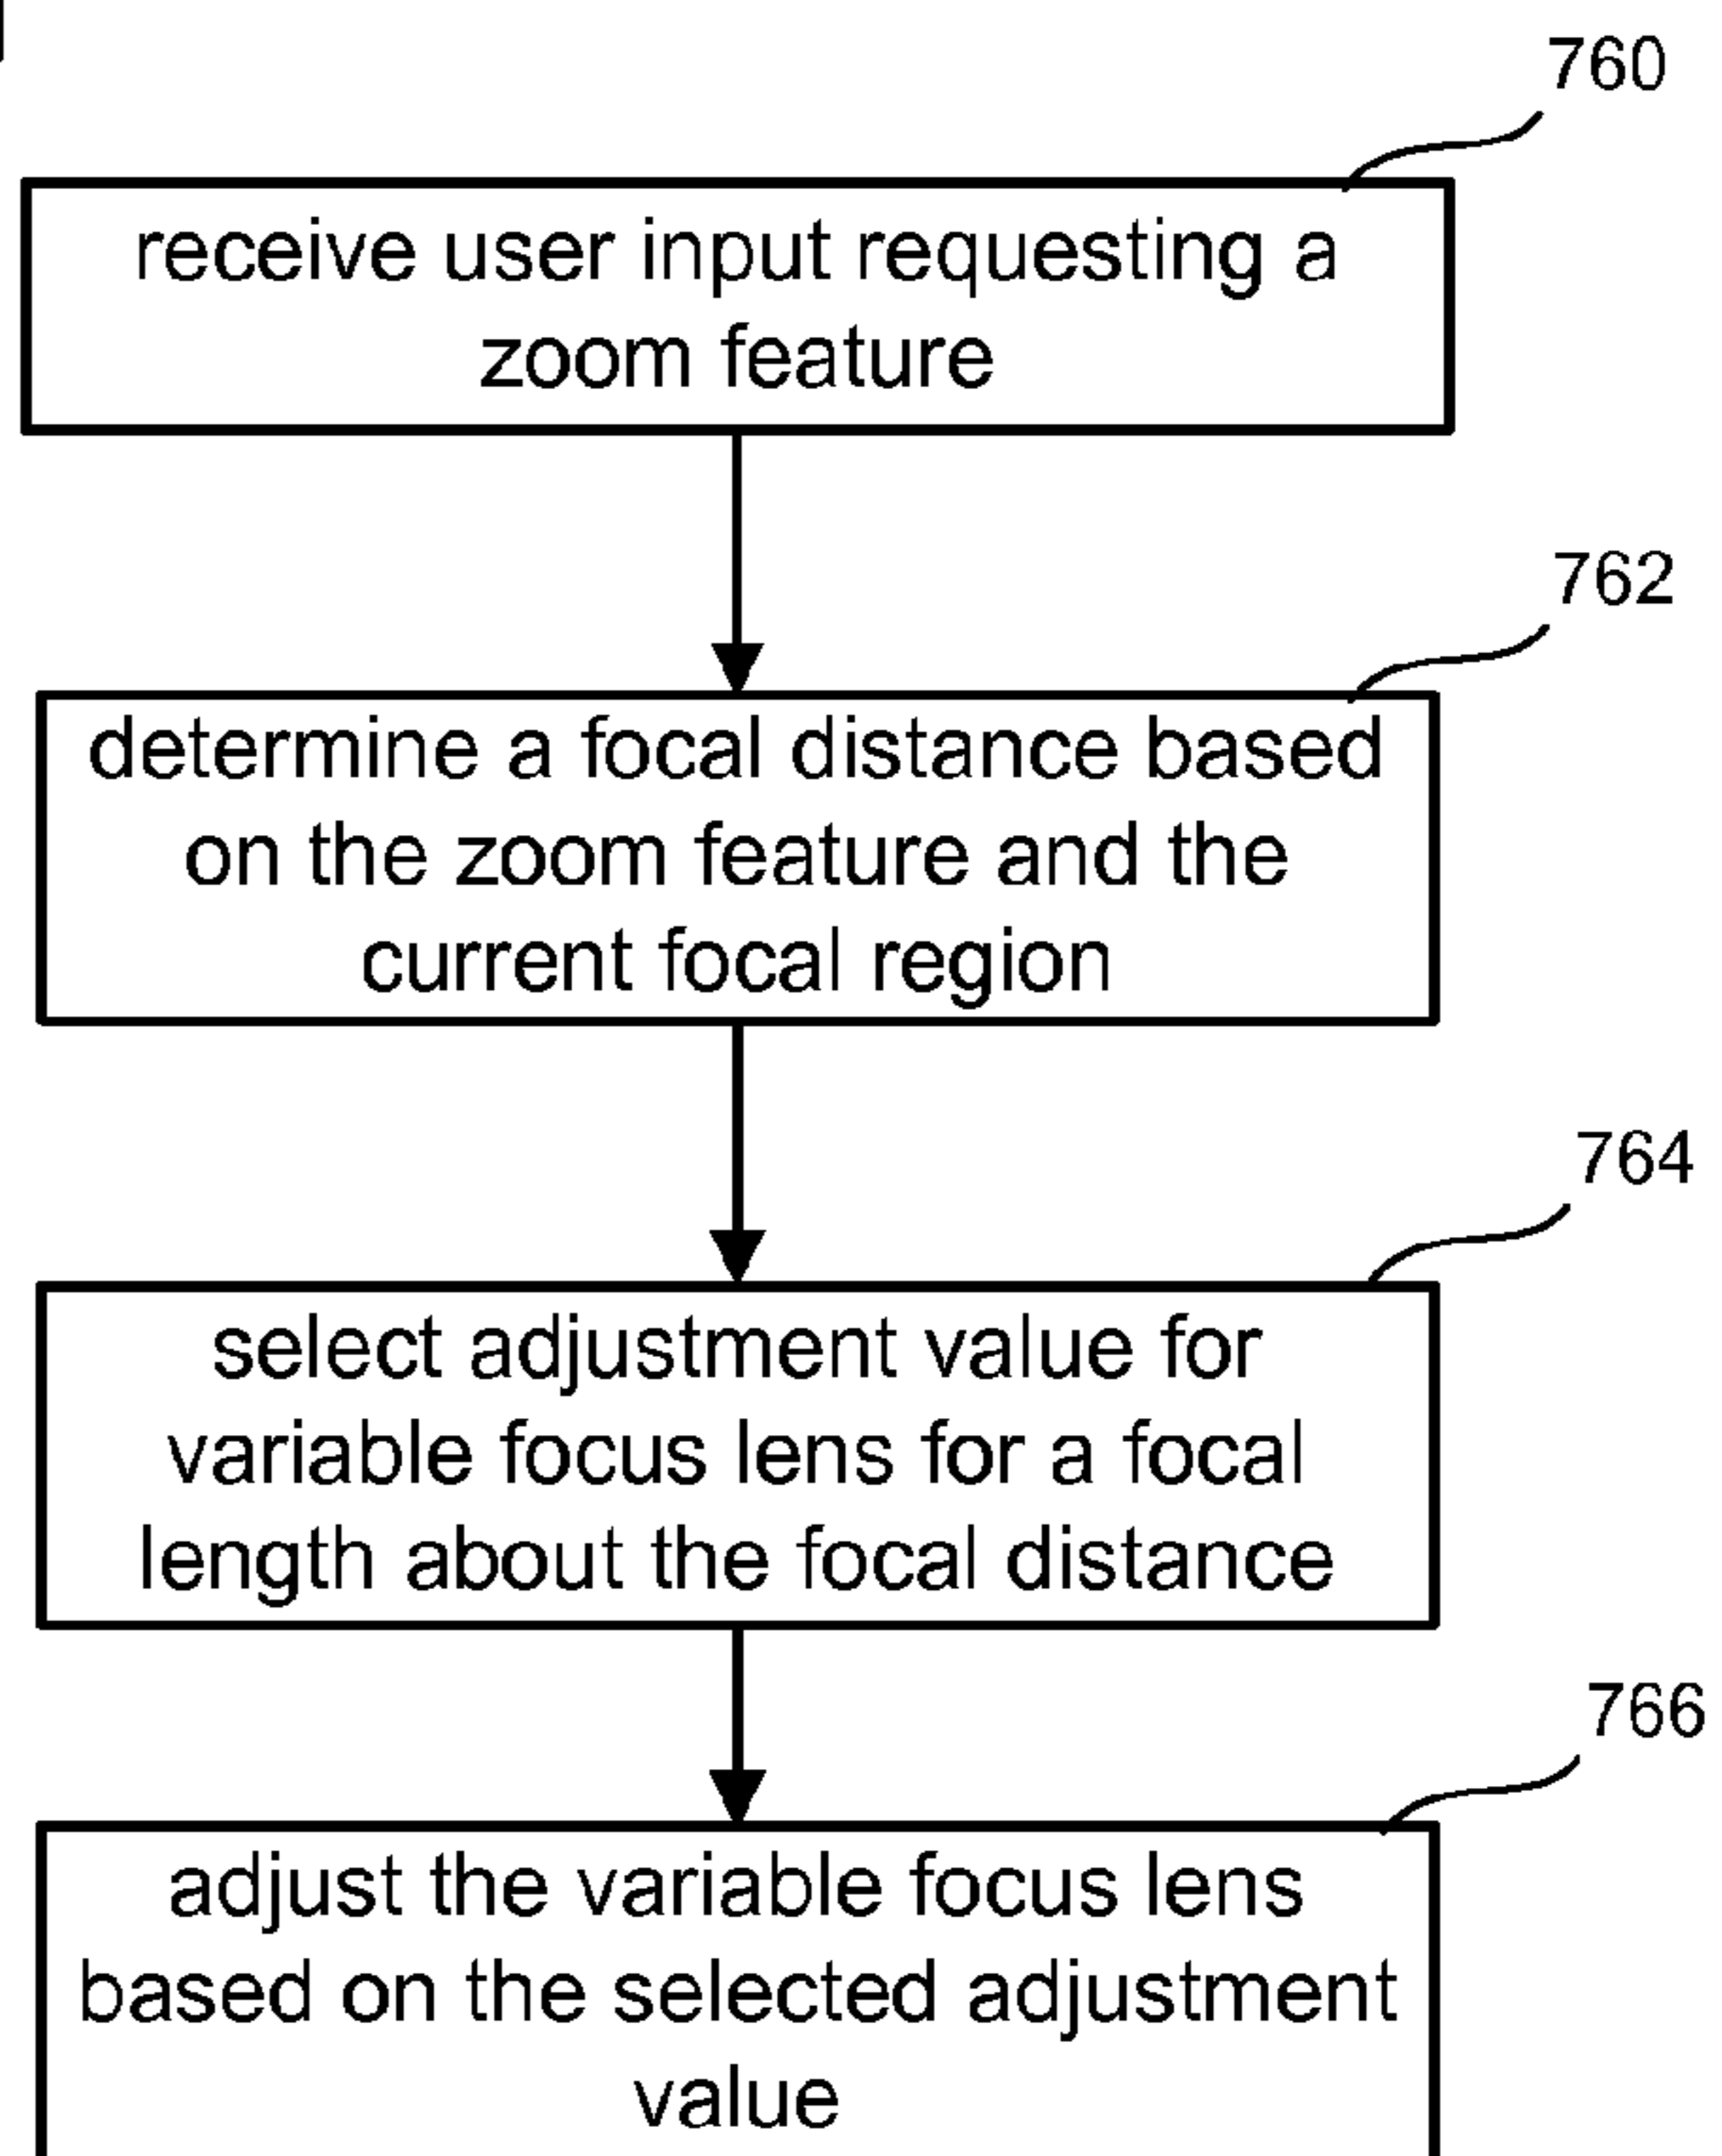 760
receive user input requesting a
zoom feature
762
determine a focal distance based
on the zoom feature and the
current focal region
764
select adjustment value for
variable focus lens for a focal
length about the focal distance
766
adjust the variable focus lens
based on the selected adjustment
value